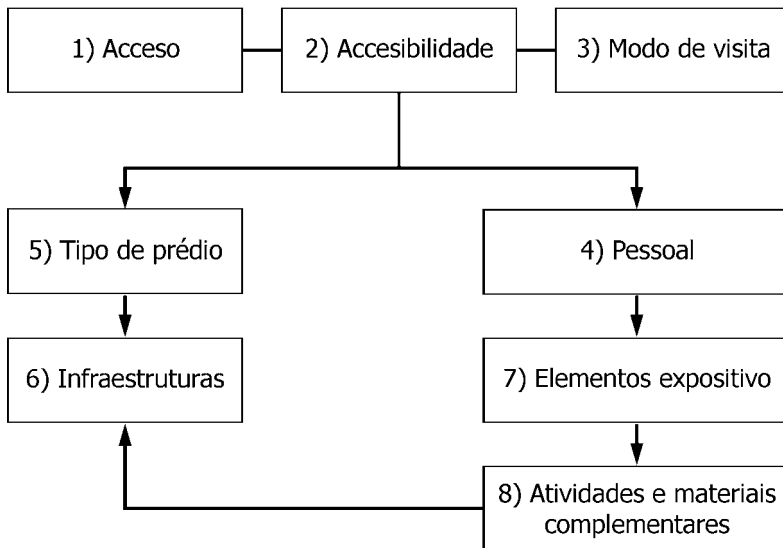 1) Acceso
2) Accesibilidade
3) Modo de visita
5) Tipo de prédio
4) Pessoal
6) Infraestruturas
7) Elementos expositivo
8) Atividades e materiais
complementares